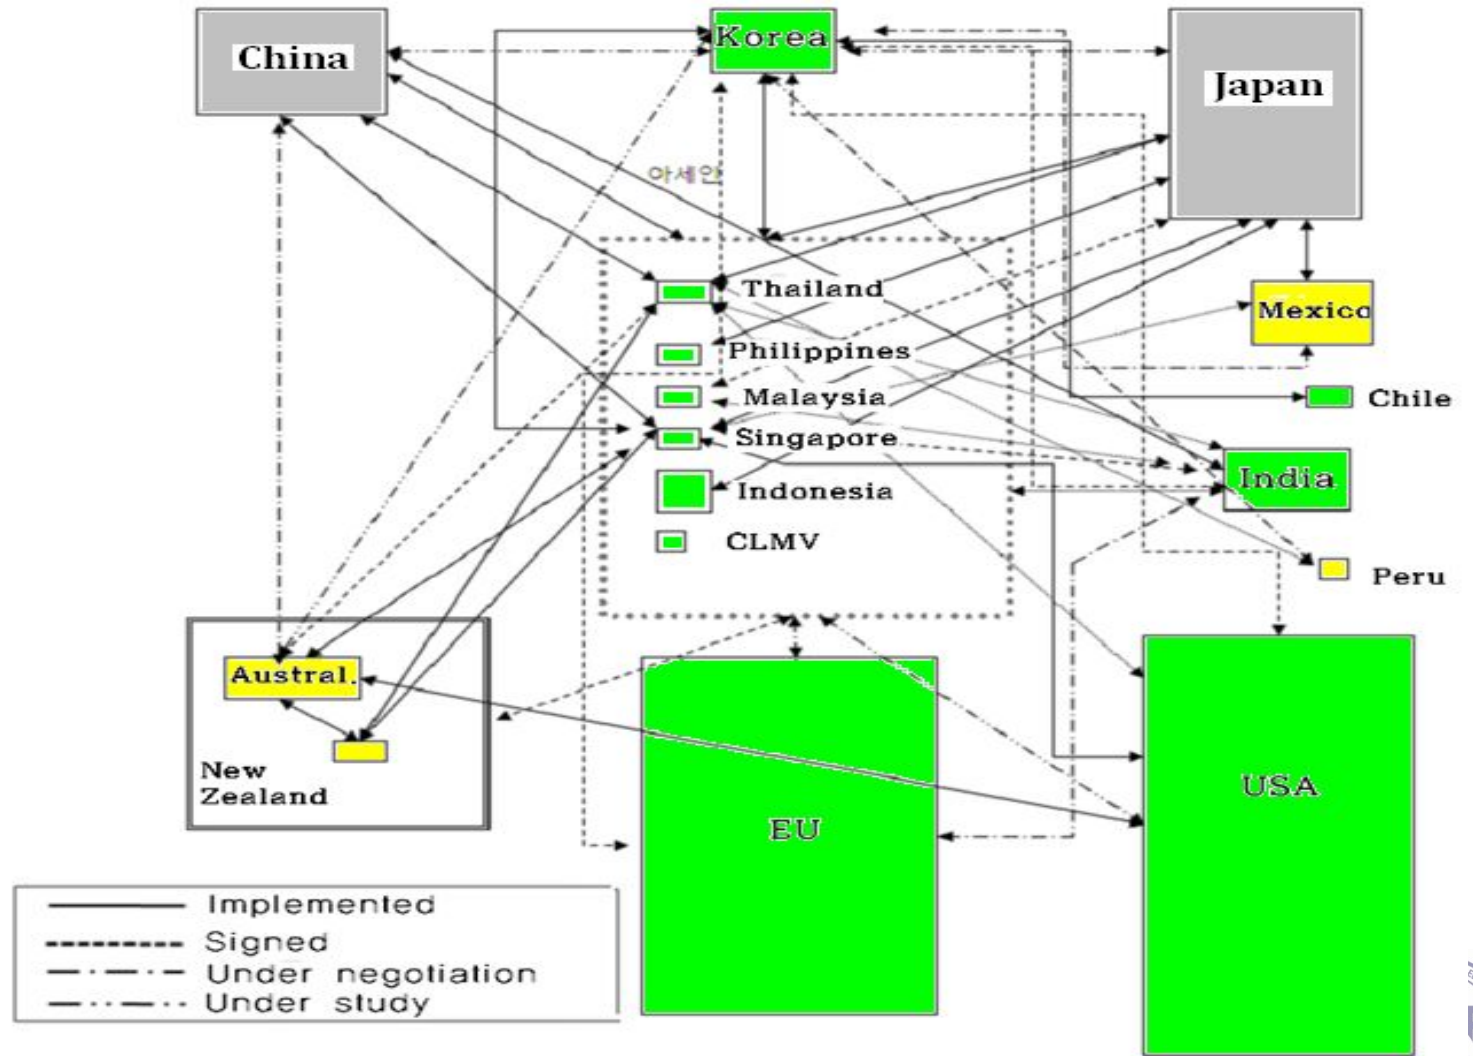 China
Korea
Japan
아세안
Thailand
Mexico
Philippines
Malaysia
Chile
Singapore
India
Indonesia
CLMV
Peru
Austral.
New
Zealand
USA
EU
Implemented
Signed
Under negotiation
Under study